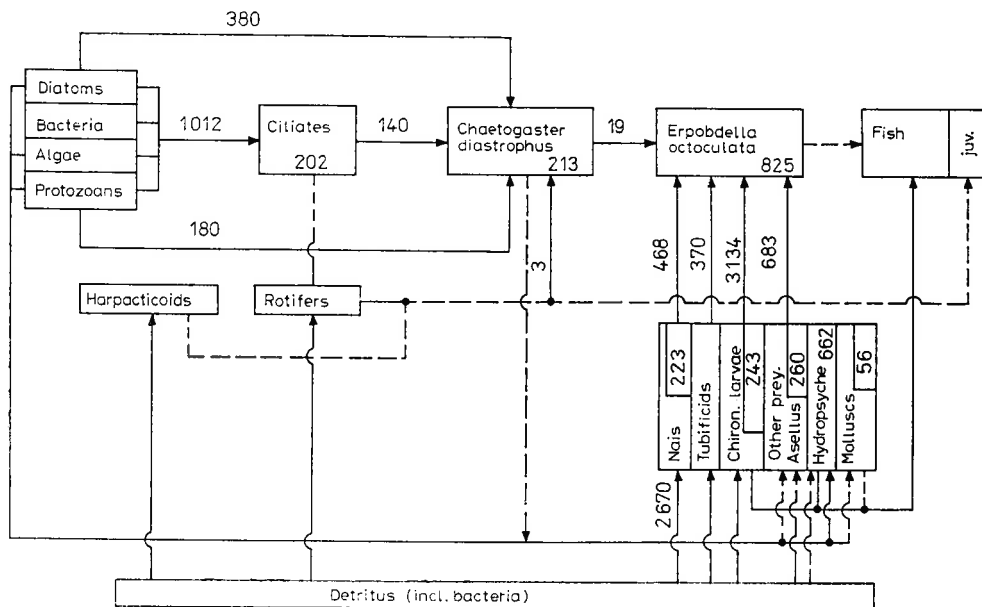 380
Diatoms
Bacteria
Algae
Protozoans
1012
Ciliates
202
140
Chaetogaster
diastrophus
213
19
Erpobdella
octoculata
825
Fish
juv.
180
3
468
370
3134
683
Harpacticoids
Rotifers
Nais
223
Tubificids
Chiron. larvae
243
Other prey.
Asellus
260
Hydropsyche 662
Molluscs
56
2670
Detritus (incl. bacteria)